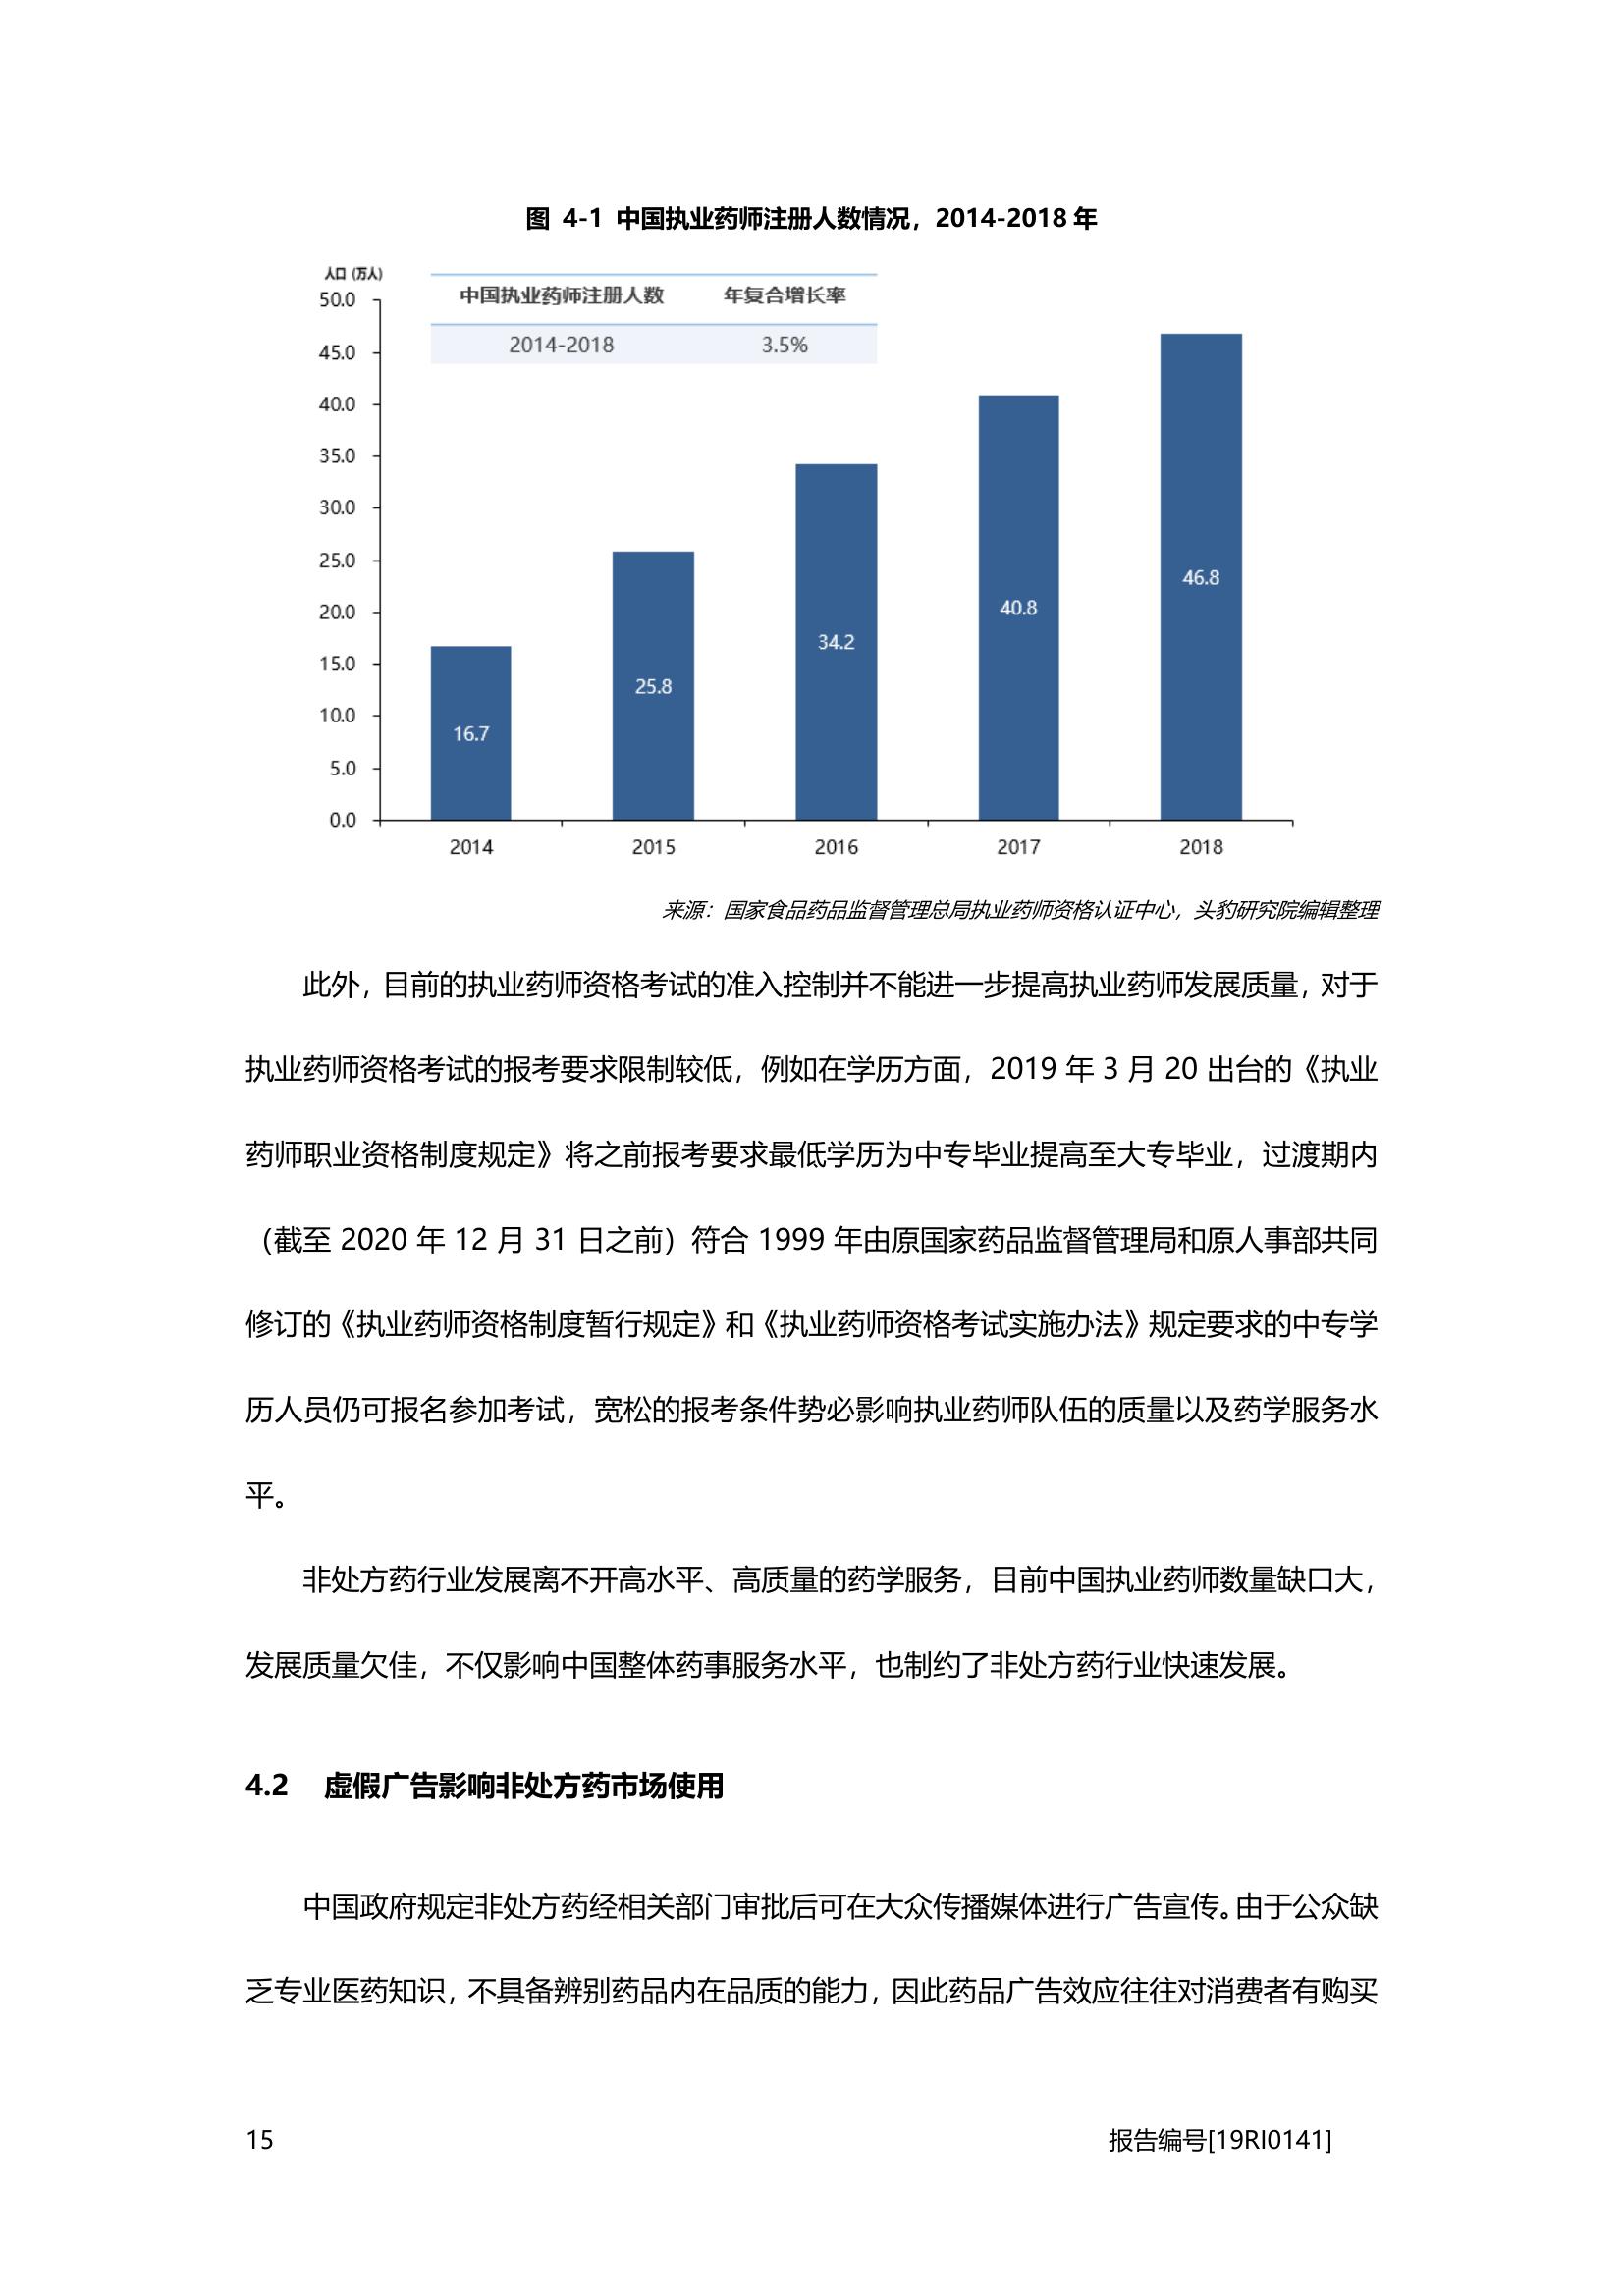 图 4-1 中国执业药师注册人数情况，2014-2018 年
人口（万人）
中国执业药师注册人数 年复合增长率
2014-2018 3.5%
50.0
45.0
40.0
35.0
30.0
25.0
20.0
15.0
10.0
5.0
0.0
16.7
25.8
34.2
40.8
46.8
2014 2015 2016 2017 2018
来源：国家食品药品监督管理总局执业药师资格认证中心，头豹研究院编辑整理
此外，目前的执业药师资格考试的准入控制并不能进一步提高执业药师发展质量，对于
执业药师资格考试的报考要求限制较低，例如在学历方面，2019 年 3 月 20 出台的《执业
药师职业资格制度规定》将之前报考要求最低学历为中专毕业提高至大专毕业，过渡期内
（截至 2020 年 12 月 31 日之前）符合 1999 年由原国家药品监督管理局和原人事部共同
修订的《执业药师资格制度暂行规定》和《执业药师资格考试实施办法》规定要求的中专学
历人员仍可报名参加考试，宽松的报考条件势必影响执业药师队伍的质量以及药学服务水
平。
非处方药行业发展离不开高水平、高质量的药学服务，目前中国执业药师数量缺口大，
发展质量欠佳，不仅影响中国整体药事服务水平，也制约了非处方药行业快速发展。
4.2 虚假广告影响非处方药市场使用
中国政府规定非处方药经相关部门审批后可在大众传播媒体进行广告宣传。由于公众缺
乏专业医药知识，不具备辨别药品内在品质的能力，因此药品广告效应往往对消费者有购买
15 报告编号[19RI0141]